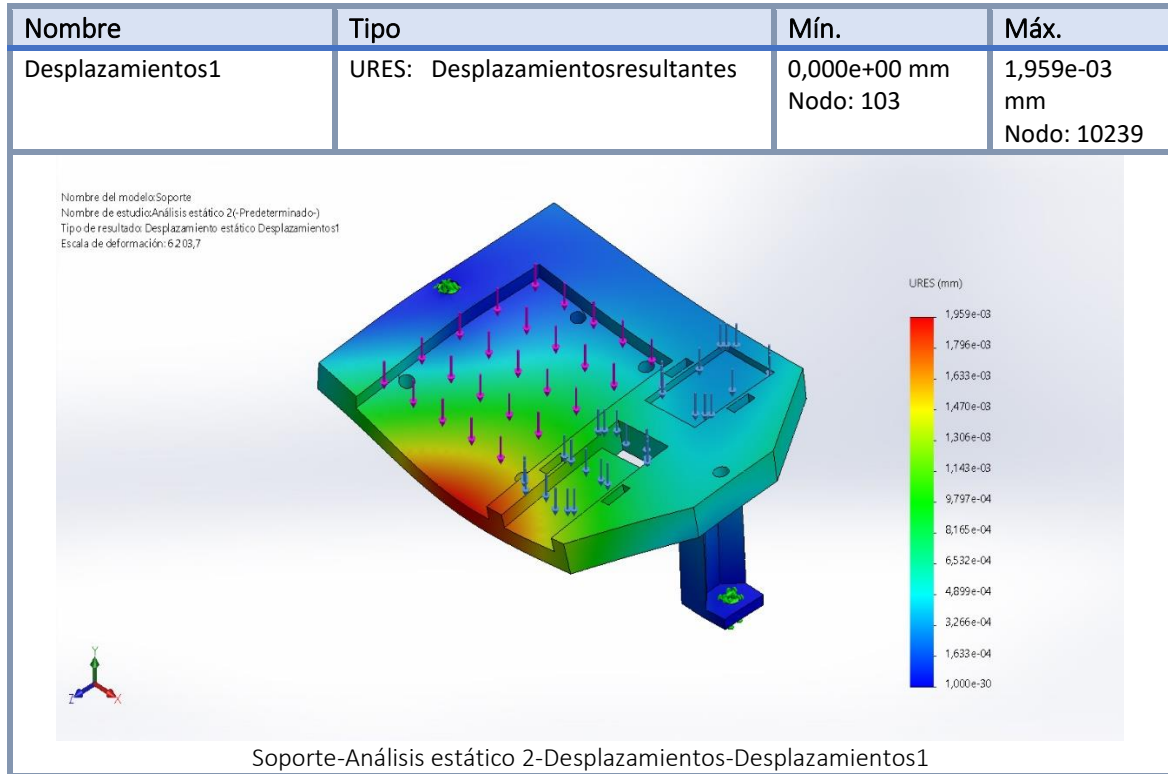 Nombre Tipo Mín. Máx.
Desplazamientos1 URES: Desplazamientosresultantes 0,000e+00 mm 1,959e-03
Nodo: 103 mm
Nodo: 10239
Nombre del modelo:Soporte
Nombre de estudio:Análisis estático 2(-Predeterminado-)
Tipo de resultado: Desplazamiento estático Desplazamientos1
Escala de deformación: 6.203,7
URES (mm)
1,959e-03
1,796e-03
1,633e-03
1,470e-03
1,306e-03
1,143e-03
9,797e-04
8,165e-04
6,532e-04
4,899e-04
3,266e-04
1,633e-04
1,000e-30
Y
Z X
Soporte-Análisis estático 2-Desplazamientos-Desplazamientos1